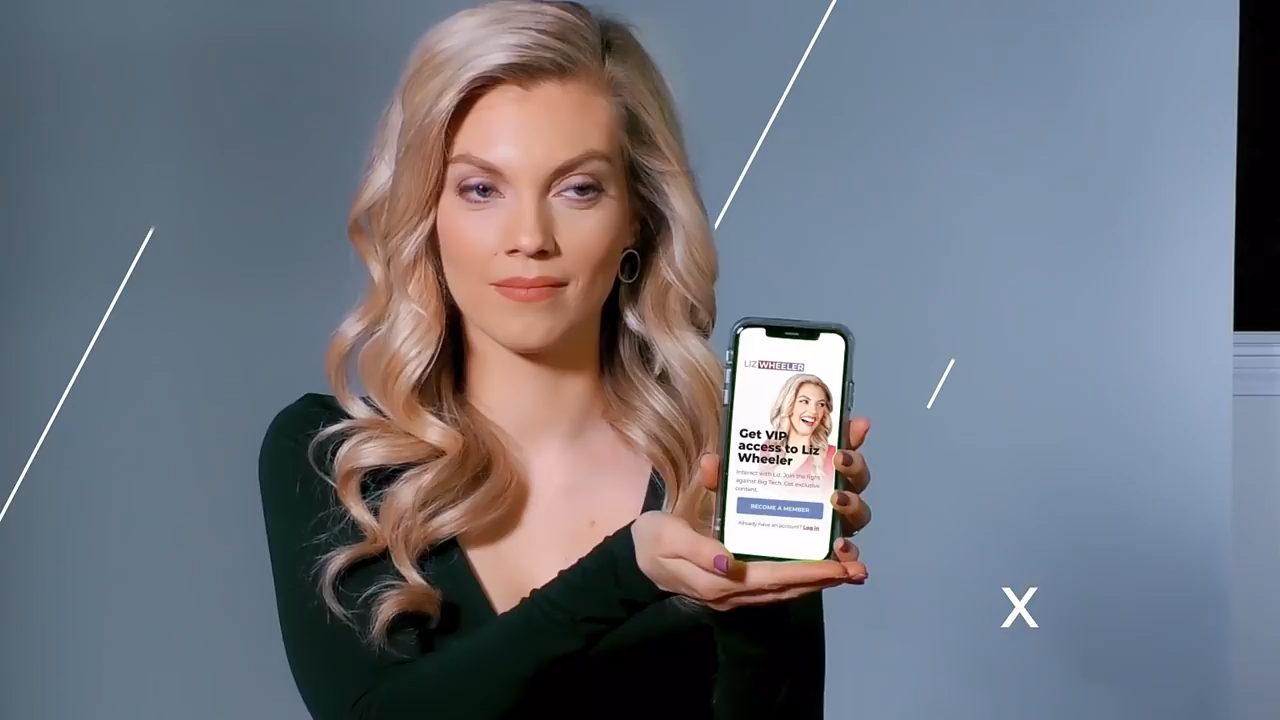 LIZ WHEELER
Get VIP
access to Liz
Wheeler
Interact with Liz. Join the fight
against Big Tech. Get exclusive
content.
BECOME A MEMBER
Already have an account? Log in
X